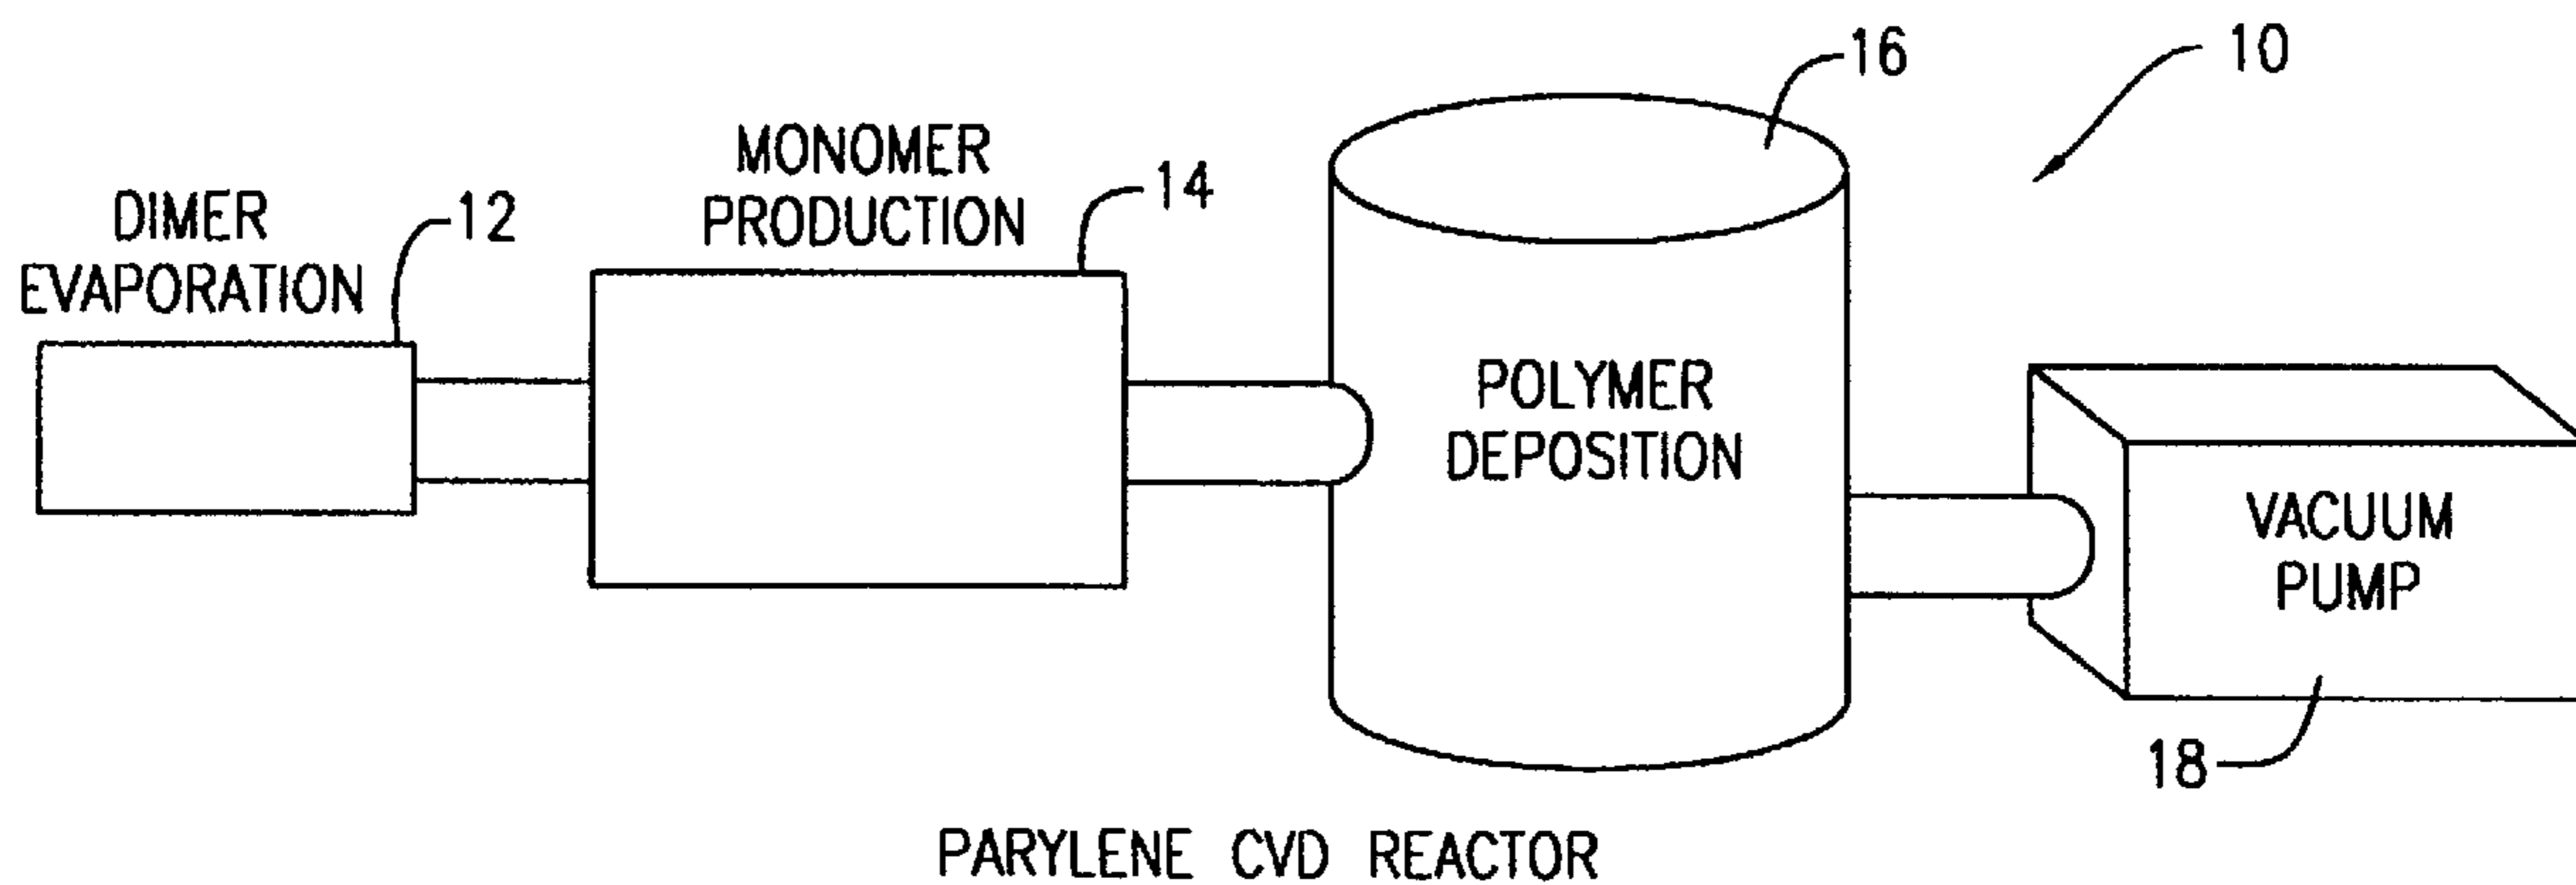 16
10
MONOMER
PRODUCTION
14
DIMER
EVAPORATION
12
POLYMER
DEPOSITION
VACUUM
PUMP
18
PARYLENE CVD REACTOR